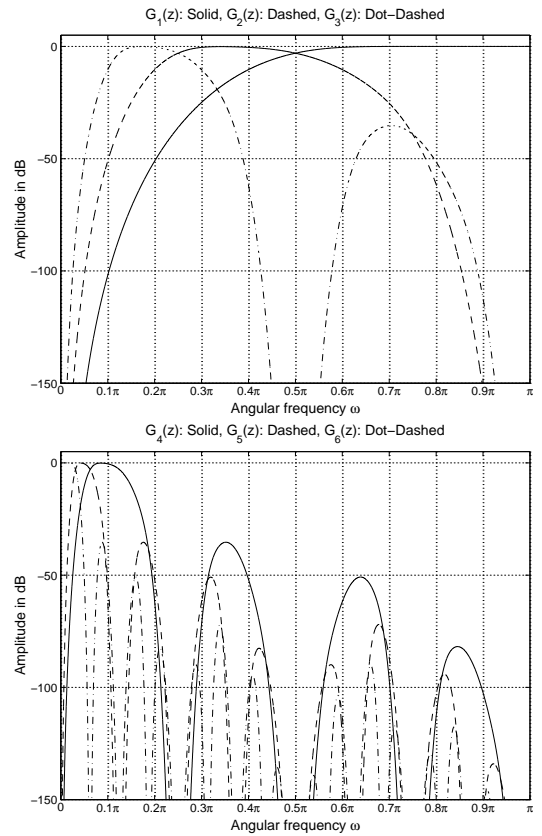 G1(z): Solid, G2(z): Dashed, G3(z): Dot−Dashed
Amplitude in dB
0
−50
−100
−150
0 0.1π 0.2π 0.3π 0.4π 0.5π 0.6π 0.7π 0.8π 0.9π π
Angular frequency ω
G4(z): Solid, G5(z): Dashed, G6(z): Dot−Dashed
Amplitude in dB
0
−50
−100
−150
0 0.1π 0.2π 0.3π 0.4π 0.5π 0.6π 0.7π 0.8π 0.9π π
Angular frequency ω